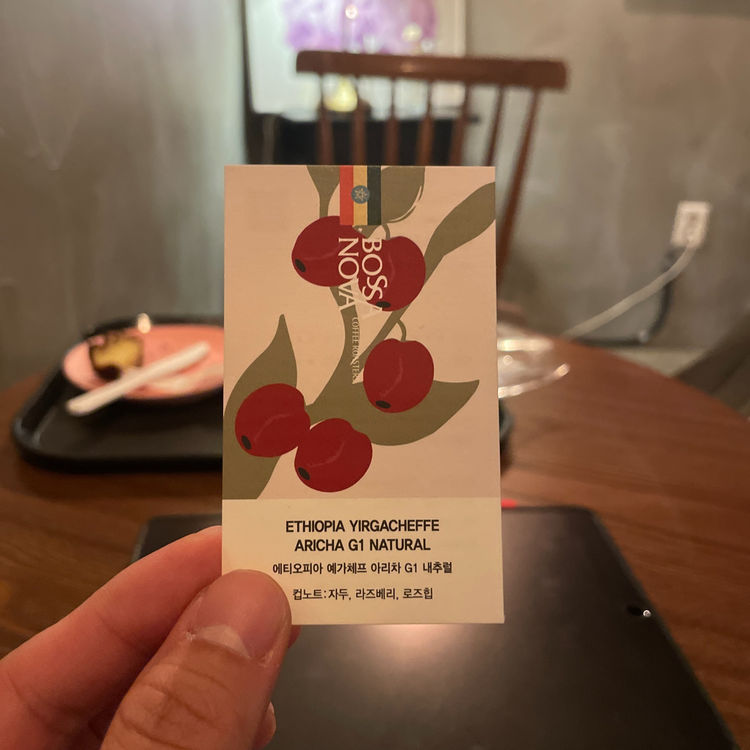 BOSSA
NOVA
COFFEE ROASTERS
ETHIOPIA YIRGACHEFFE
ARICHA G1 NATURAL
에티오피아 예가체프 아리차 G1 내추럴
컵노트:자두, 라즈베리, 로즈힙